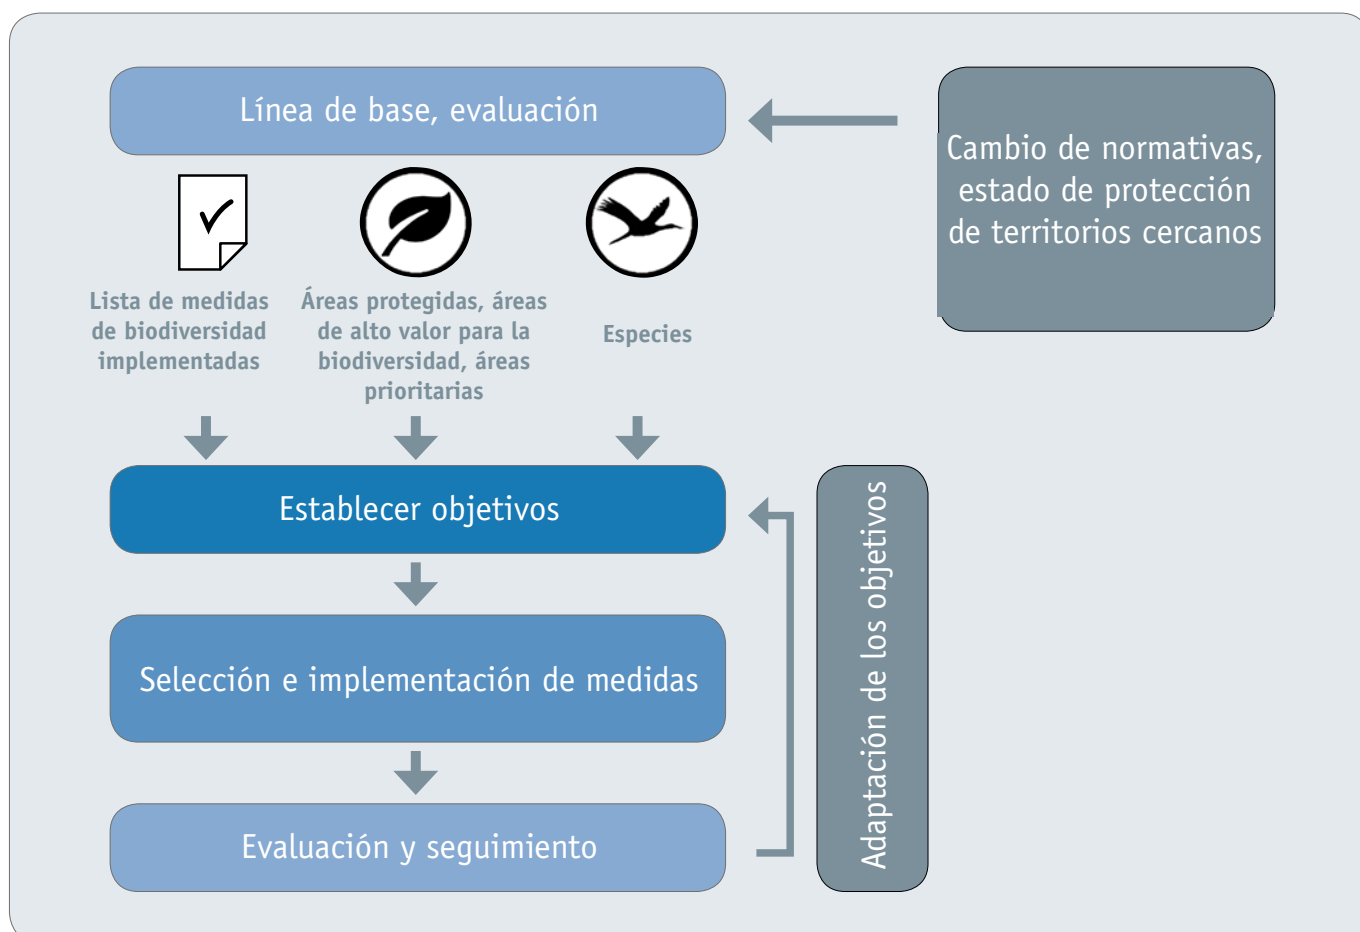 Línea de base, evaluación
Cambio de normativas,
estado de protección
de territorios cercanos
Lista de medidas
de biodiversidad
implementadas
Áreas protegidas, áreas
de alto valor para la
biodiversidad, áreas
prioritarias
Especies
Establecer objetivos
Selección e implementación de medidas
Evaluación y seguimiento
Adaptación de los objetivos